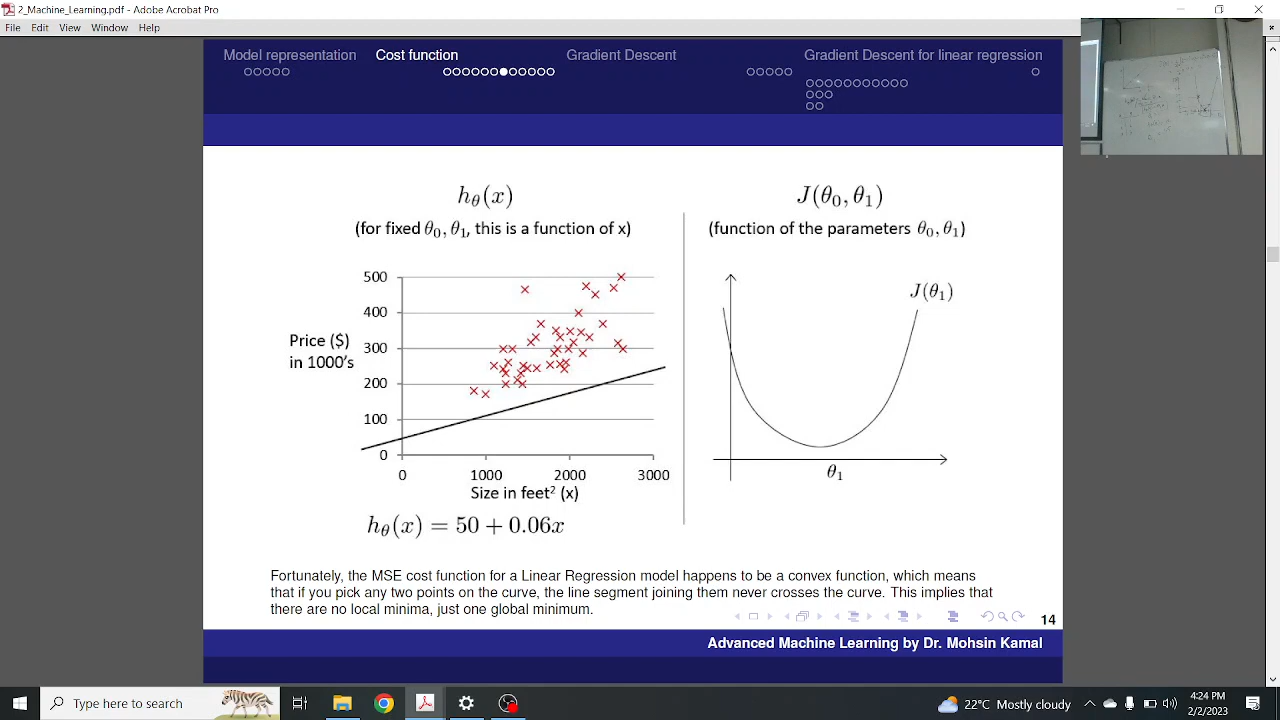 2_Machine_Learning.pdf - Adobe Acrobat Pro
File Edit View Window Help
Model representation Cost function Gradient Descent Gradient Descent for linear regression
hθ(x)
(for fixed θ0, θ1, this is a function of x)
500
400
300
200
100
0
Price ($)
in 1000's
0 1000 2000 3000
Size in feet² (x)
hθ(x) = 50 + 0.06x
J(θ0, θ1)
(function of the parameters θ0, θ1)
J(θ1)
θ1
Fortunately, the MSE cost function for a Linear Regression model happens to be a convex function, which means
that if you pick any two points on the curve, the line segment joining them never crosses the curve. This implies that
there are no local minima, just one global minimum.
14
Advanced Machine Learning by Dr. Mohsin Kamal
Type here to search
22°C Mostly cloudy
4:24 PM
2/2/2023